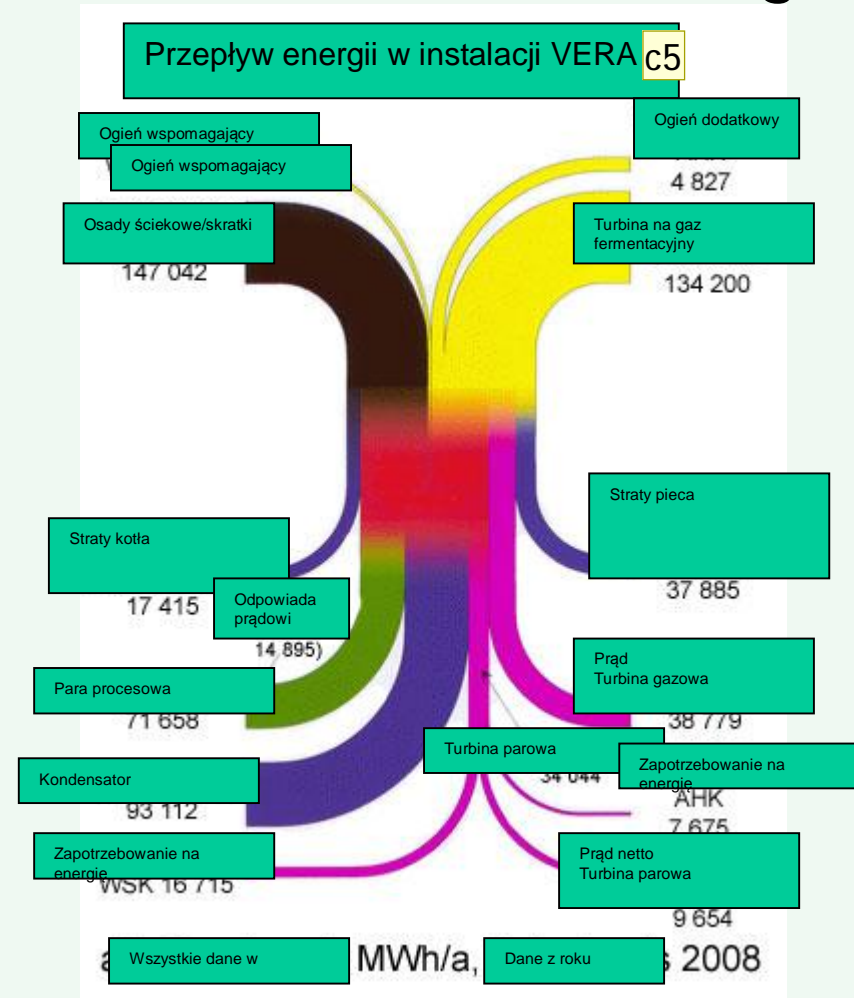 Przepływ energii w instalacji VERA
c5
Ogień wspomagający
Ogień wspomagający
Ogień dodatkowy
4 827
Osady ściekowe/skratki
147 042
Turbina na gaz
fermentacyjny
134 200
Straty pieca
37 885
Straty kotła
17 415
Odpowiada
prądowi
14 895)
Prąd
Turbina gazowa
38 779
Para procesowa
71 658
Turbina parowa
34 044
Zapotrzebowanie na
energię
AHK
7 675
Kondensator
93 112
Zapotrzebowanie na
energię
WSK 16 715
Prąd netto
Turbina parowa
9 654
Wszystkie dane w
MWh/a,
Dane z roku
2008